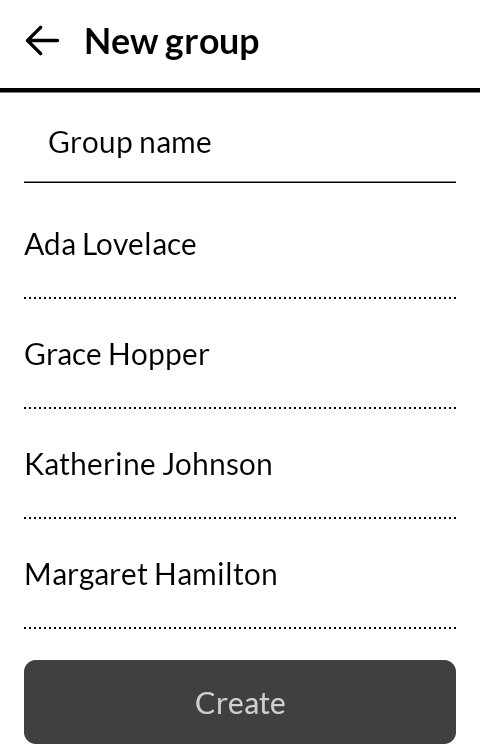 New group
Group name
Ada Lovelace
Grace Hopper
Katherine Johnson
Margaret Hamilton
Create